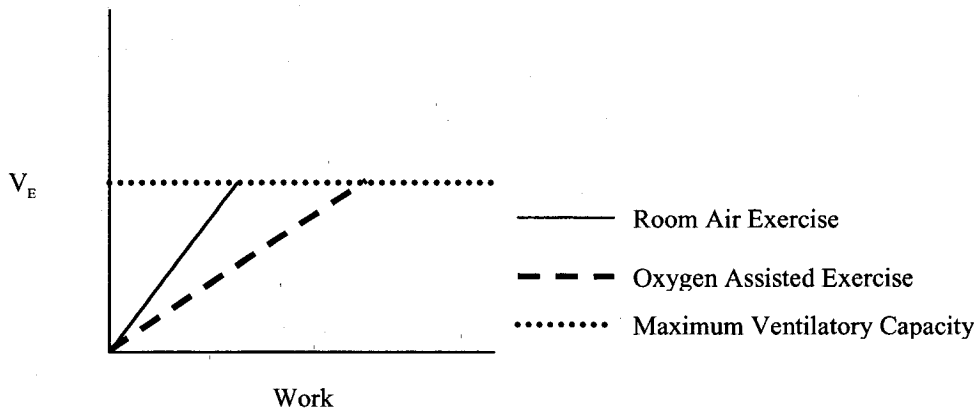 V_E
Room Air Exercise
Oxygen Assisted Exercise
Maximum Ventilatory Capacity
Work